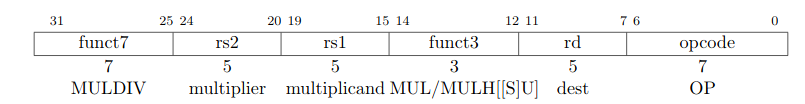 31 25 24 20 19 15 14 12 11 7 6 0
funct7 rs2 rs1 funct3 rd opcode
7 5 5 3 5 7
MULDIV multiplier multiplicand MUL/MULH[[S]U] dest OP